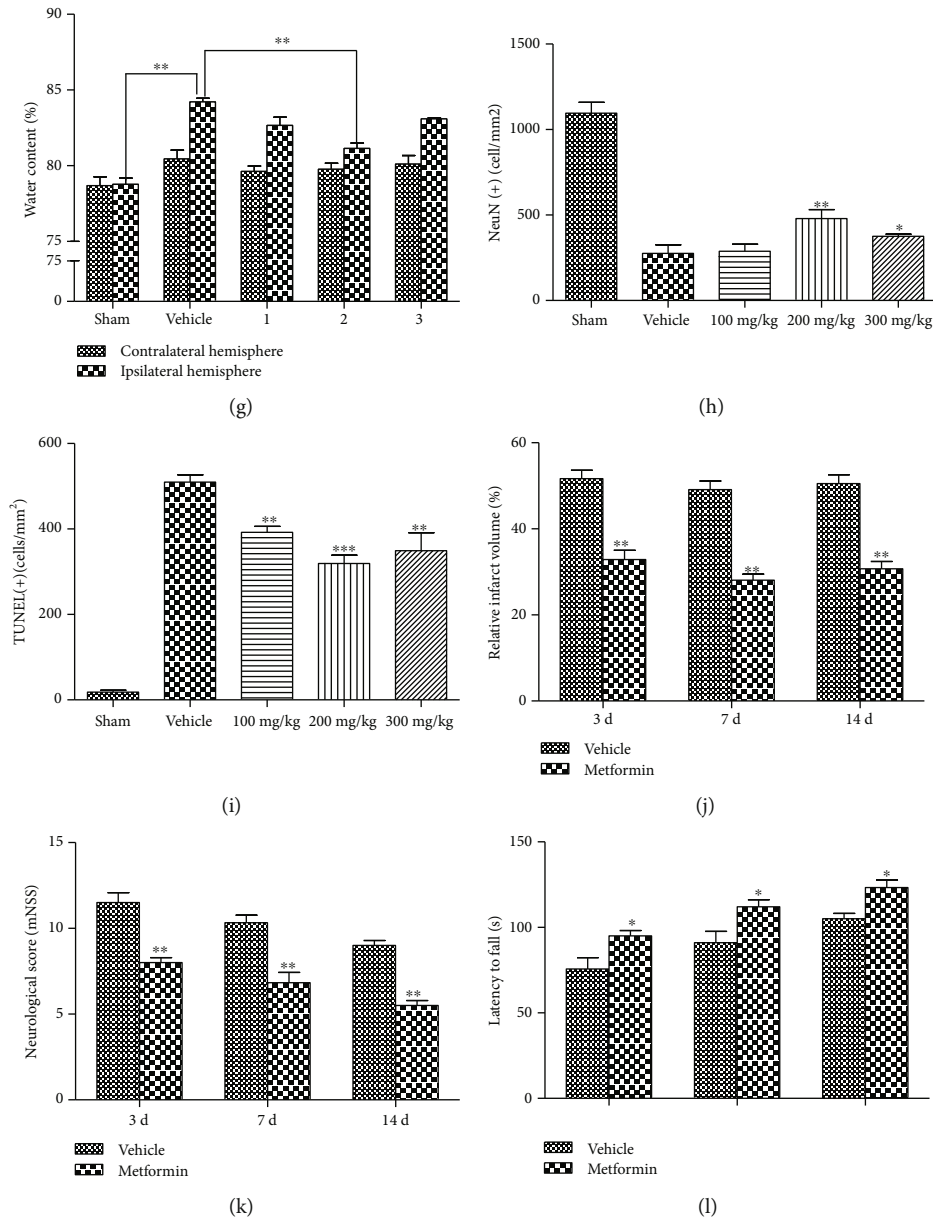 90
85
80
75
75
0
Water content (%)
**
**
Sham Vehicle 1 2 3
Contralateral hemisphere
Ipsilateral hemisphere
(g)
1500
1000
500
0
NeuN (+) (cell/mm2)
**
*
Sham Vehicle 100 mg/kg 200 mg/kg 300 mg/kg
(h)
600
400
200
0
TUNEL(+)(cells/mm²)
**
***
**
Sham Vehicle 100 mg/kg 200 mg/kg 300 mg/kg
(i)
60
40
20
0
Relative infarct volume (%)
**
**
**
3 d 7 d 14 d
Vehicle
Metformin
(j)
15
10
5
0
Neurological score (mNSS)
**
**
**
3 d 7 d 14 d
Vehicle
Metformin
(k)
150
100
50
0
Latency to fall (s)
*
*
*
Vehicle
Metformin
(l)